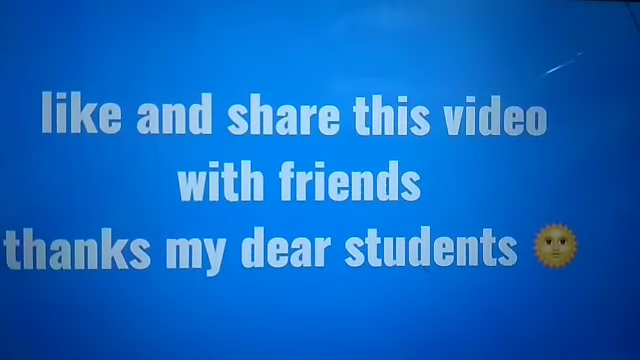 like and share this video
with friends
thanks my dear students 🌞